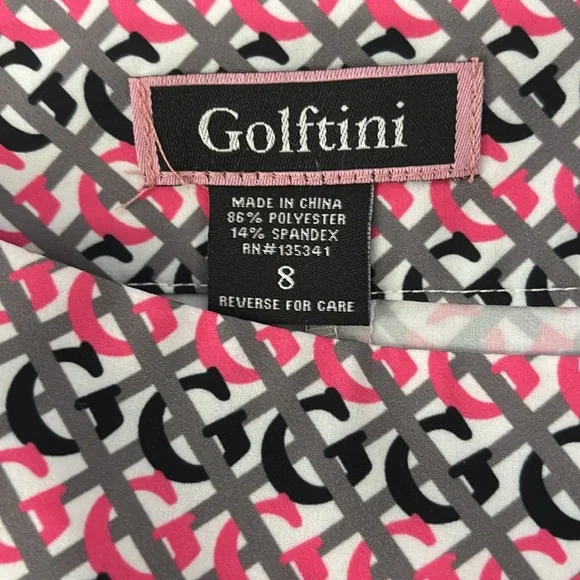 Golftini
MADE IN CHINA
86% POLYESTER
14% SPANDEX
RN#135341
8
REVERSE FOR CARE